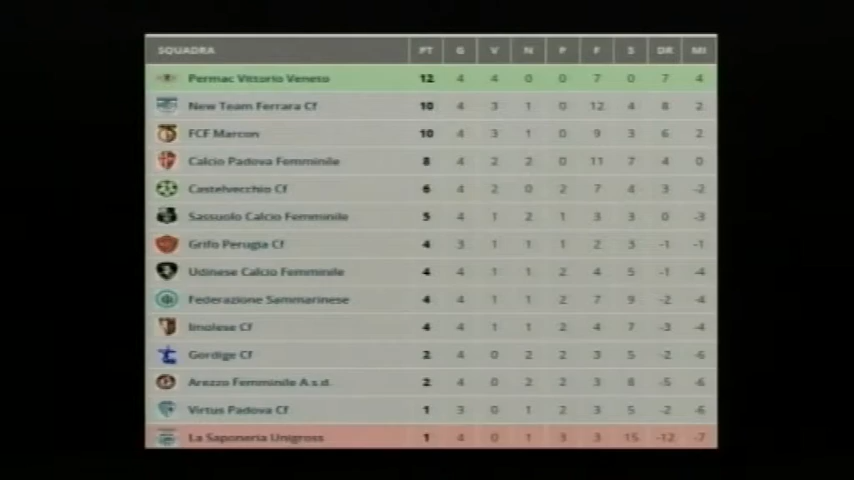 SQUADRA PT G V N P F S DR MI
Permac Vittorio Veneto 12 4 4 0 0 7 0 7 4
New Team Ferrara Cf 10 4 3 1 0 12 4 8 2
FCF Marcon 10 4 3 1 0 9 3 6 2
Calcio Padova Femminile 8 4 2 2 0 11 7 4 0
Castelvecchio Cf 6 4 2 0 2 7 4 3 -2
Sassuolo Calcio Femminile 5 4 1 2 1 3 3 0 -3
Grifo Perugia Cf 4 3 1 1 1 2 3 -1 -1
Udinese Calcio Femminile 4 4 1 1 2 4 5 -1 -4
Federazione Sammarinese 4 4 1 1 2 7 9 -2 -4
Imolese Cf 4 4 1 1 2 4 7 -3 -4
Gordige Cf 2 4 0 2 2 3 5 -2 -6
Arezzo Femminile A.s.d. 2 4 0 2 2 3 8 -5 -6
Virtus Padova Cf 1 3 0 1 2 3 5 -2 -6
La Saponeria Unigross 1 4 0 1 3 3 15 -12 -7